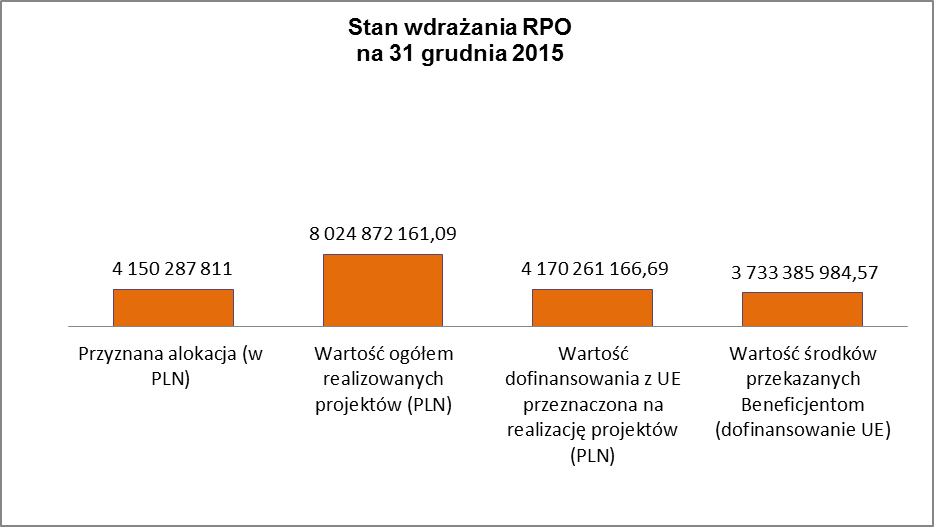 Stan wdrażania RPO
na 31 grudnia 2015
4 150 287 811
8 024 872 161,09
4 170 261 166,69
3 733 385 984,57
Przyznana alokacja (w
PLN)
Wartość ogółem
realizowanych
projektów (PLN)
Wartość
dofinansowania z UE
przeznaczona na
realizację projektów
(PLN)
Wartość środków
przekazanych
Beneficjentom
(dofinansowanie UE)